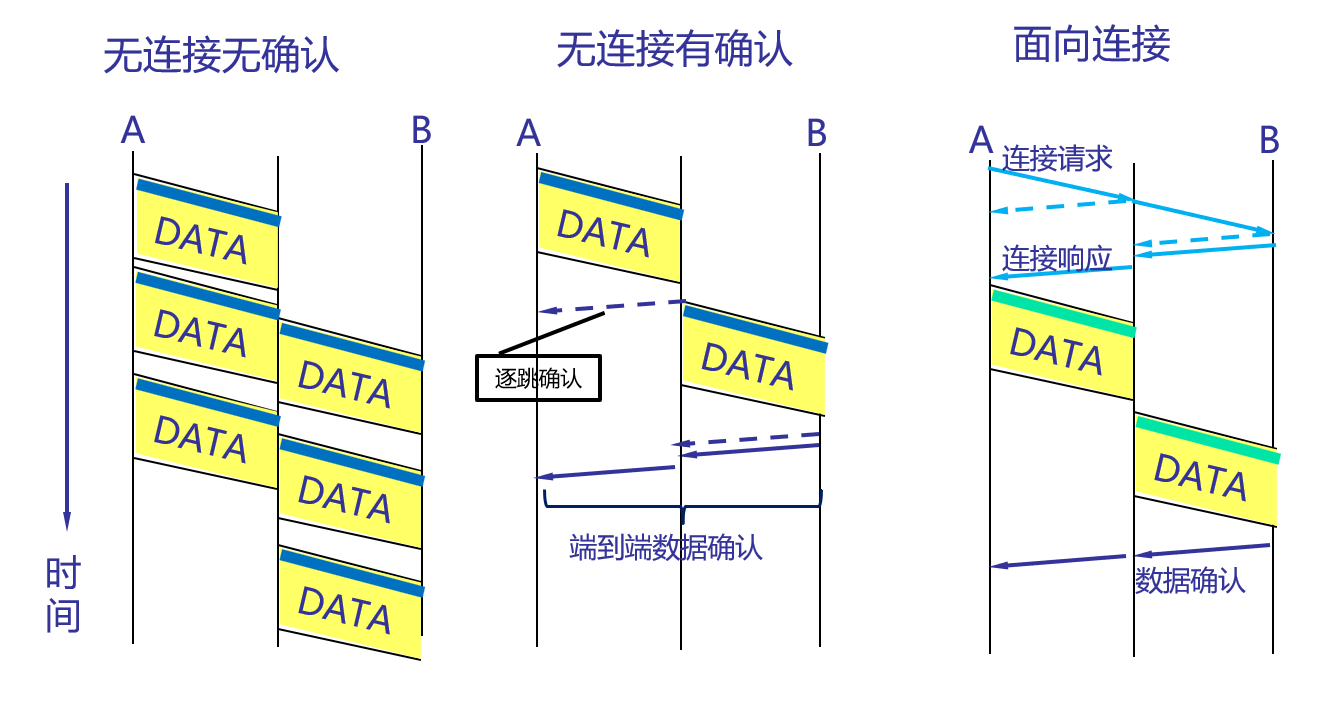 无连接无确认
无连接有确认
面向连接
A
B
A
B
A
B
连接请求
DATA
DATA
DATA
DATA
DATA
DATA
时间
DATA
逐跳确认
DATA
端到端数据确认
连接响应
DATA
DATA
数据确认